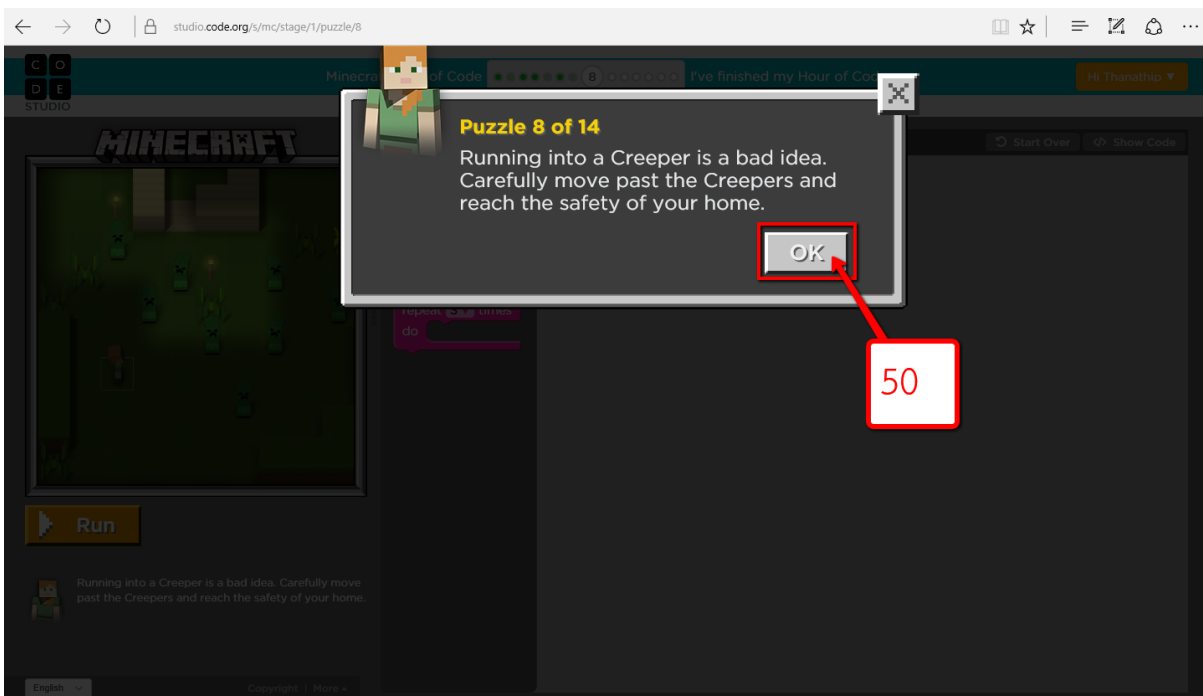 studio.code.org/s/mc/stage/1/puzzle/8
CO
DE
STUDIO
Minecra of Code 8 I've finished my Hour of Co
Hi Thanathip ▼
MINECRAFT
Start Over </> Show Code
Puzzle 8 of 14
Running into a Creeper is a bad idea.
Carefully move past the Creepers and
reach the safety of your home.
OK
repeat times
do
50
Run
Running into a Creeper is a bad idea. Carefully move
past the Creepers and reach the safety of your home.
English
Copyright | More